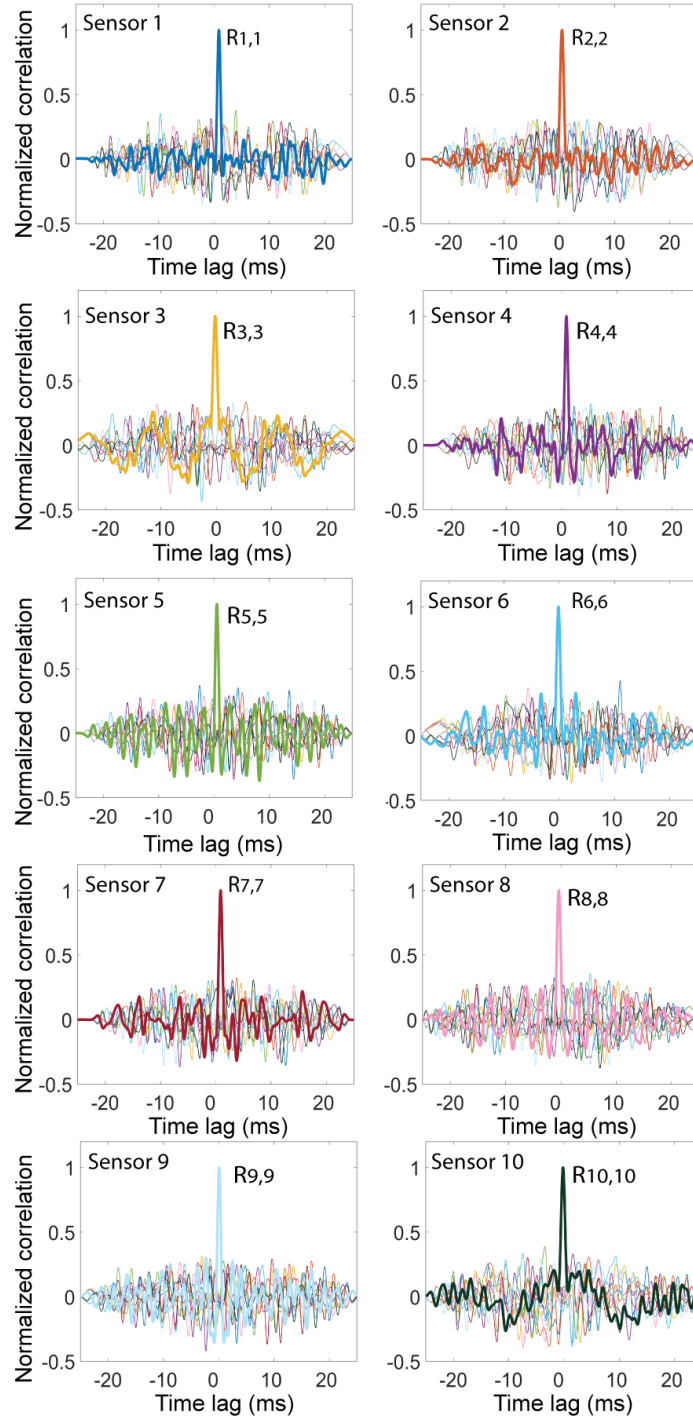 Sensor 1
R1,1
Normalized correlation
1
0.5
0
-0.5
-20 -10 0 10 20
Time lag (ms)
Sensor 2
R2,2
1
0.5
0
-0.5
-20 -10 0 10 20
Time lag (ms)
Sensor 3
R3,3
Normalized correlation
1
0.5
0
-0.5
-20 -10 0 10 20
Time lag (ms)
Sensor 4
R4,4
1
0.5
0
-0.5
-20 -10 0 10 20
Time lag (ms)
Sensor 5
R5,5
Normalized correlation
1
0.5
0
-0.5
-20 -10 0 10 20
Time lag (ms)
Sensor 6
R6,6
1
0.5
0
-0.5
-20 -10 0 10 20
Time lag (ms)
Sensor 7
R7,7
Normalized correlation
1
0.5
0
-0.5
-20 -10 0 10 20
Time lag (ms)
Sensor 8
R8,8
1
0.5
0
-0.5
-20 -10 0 10 20
Time lag (ms)
Sensor 9
R9,9
Normalized correlation
1
0.5
0
-0.5
-20 -10 0 10 20
Time lag (ms)
Sensor 10
R10,10
1
0.5
0
-0.5
-20 -10 0 10 20
Time lag (ms)